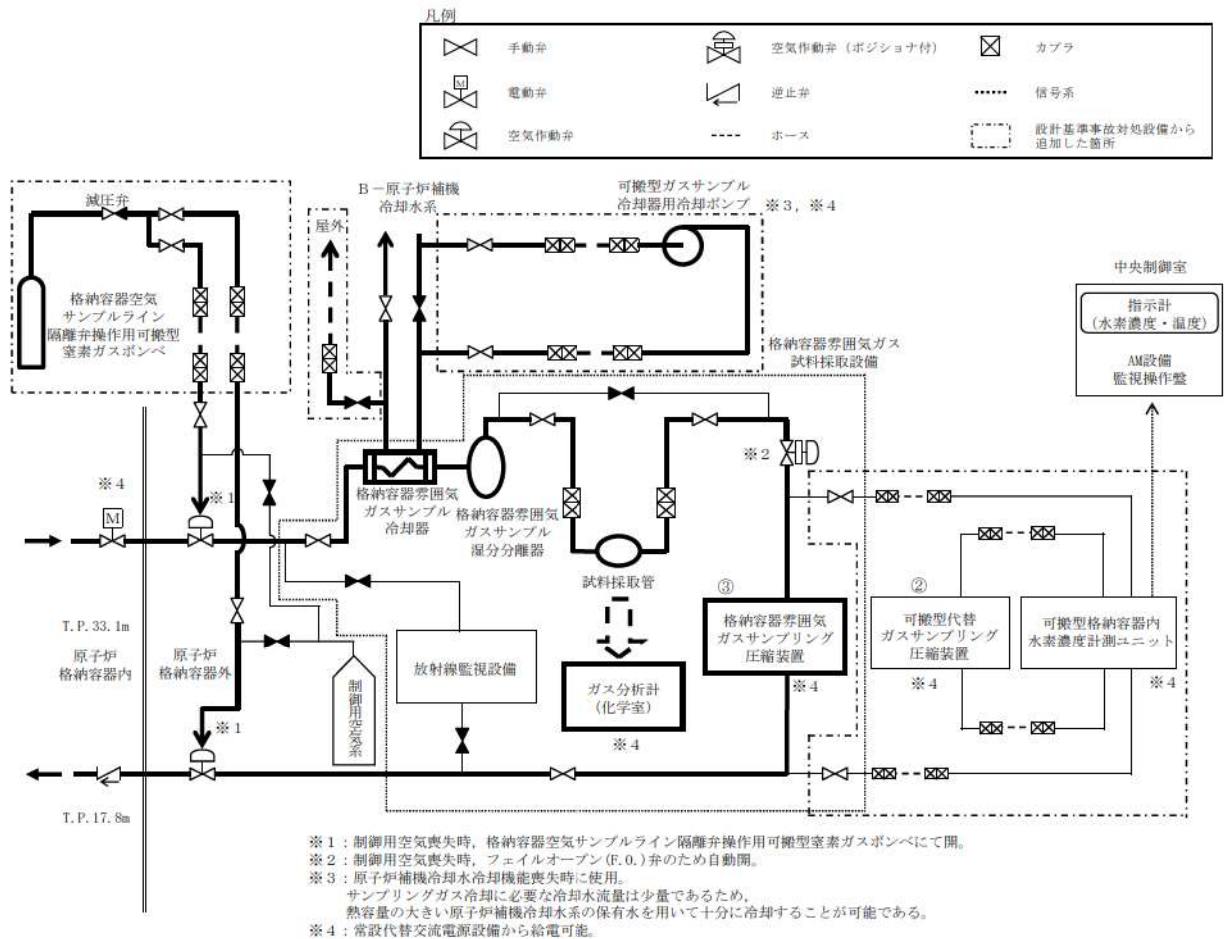 凡例
手動弁
空気作動弁（ポジショナ付）
カプラ
M
電動弁
逆止弁
信号系
空気作動弁
ホース
設計基準事故対処設備から
追加した箇所
減圧弁
格納容器空気
サンプルライン
隔離弁操作用可搬型
窒素ガスボンベ
屋外
B－原子炉補機
冷却水系
可搬型ガスサンプル
冷却器用冷却ポンプ
※3, ※4
格納容器雰囲気ガス
試料採取設備
中央制御室
指示計
（水素濃度・温度）
AM設備
監視操作盤
※4
M
※1
格納容器雰囲気
ガスサンプル
冷却器
格納容器雰囲気
ガスサンプル
湿分分離器
※2
試料採取管
③
格納容器雰囲気
ガスサンプリング
圧縮装置
※4
②
可搬型代替
ガスサンプリング
圧縮装置
※4
可搬型格納容器内
水素濃度計測ユニット
※4
T.P.33.1m
原子炉
格納容器内
原子炉
格納容器外
※1
制御用空気系
放射線監視設備
ガス分析計
（化学室）
※4
T.P.17.8m
※1：制御用空気喪失時，格納容器空気サンプルライン隔離弁操作用可搬型窒素ガスボンベにて開。
※2：制御用空気喪失時，フェイルオープン(F.O.)弁のため自動開。
※3：原子炉補機冷却水冷却機能喪失時に使用。
サンプリングガス冷却に必要な冷却水流量は少量であるため，
熱容量の大きい原子炉補機冷却水系の保有水を用いて十分に冷却することが可能である。
※4：常設代替交流電源設備から給電可能。